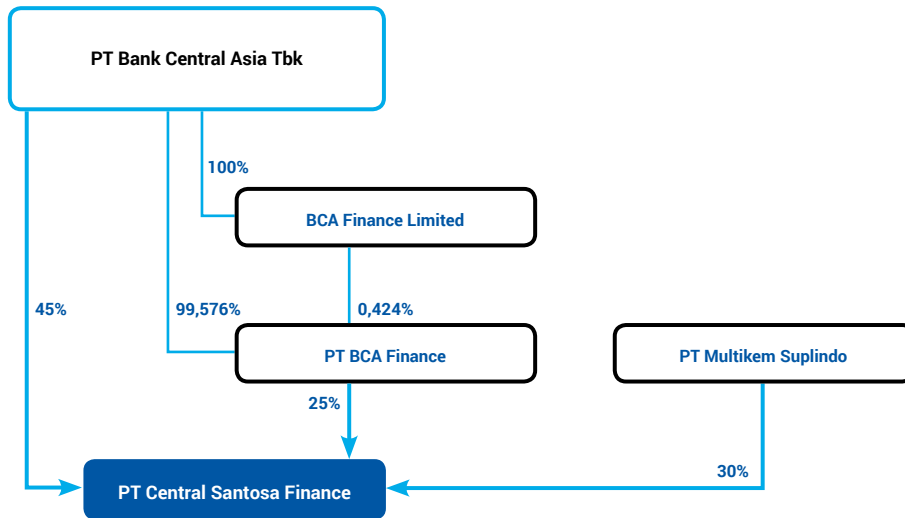 PT Bank Central Asia Tbk
100%
BCA Finance Limited
45%
99,576%
0,424%
PT BCA Finance
PT Multikem Suplindo
25%
30%
PT Central Santosa Finance